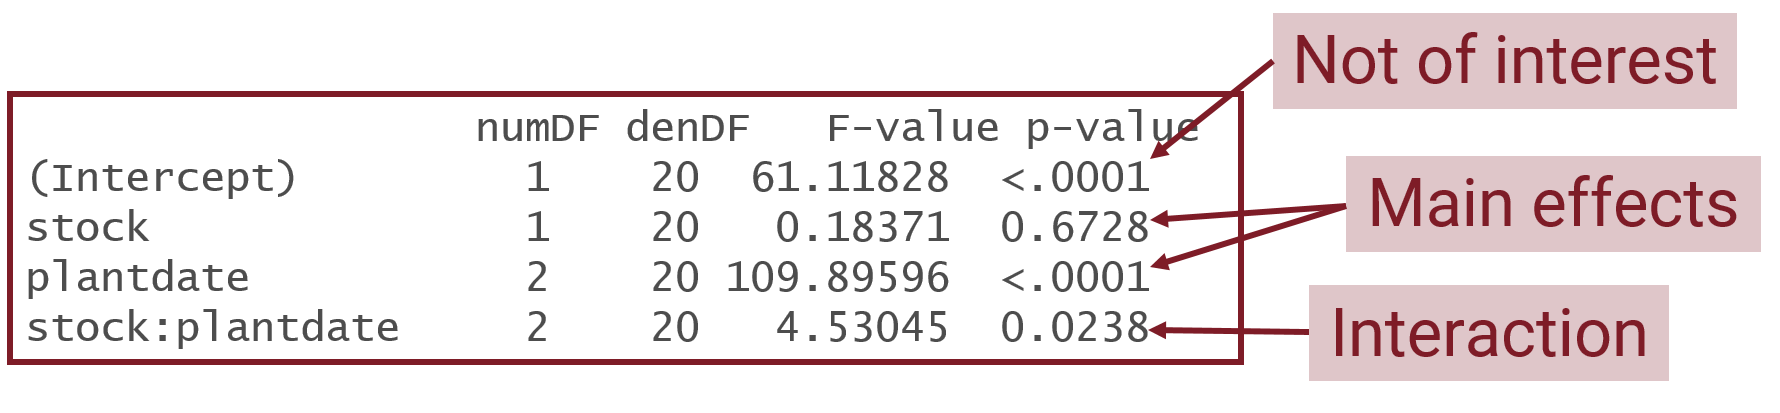 Not of interest
numDF denDF F-value p-value
(Intercept) 1 20 61.11828 <.0001
stock 1 20 0.18371 0.6728
plantdate 2 20 109.89596 <.0001
stock:plantdate 2 20 4.53045 0.0238
Main effects
Interaction